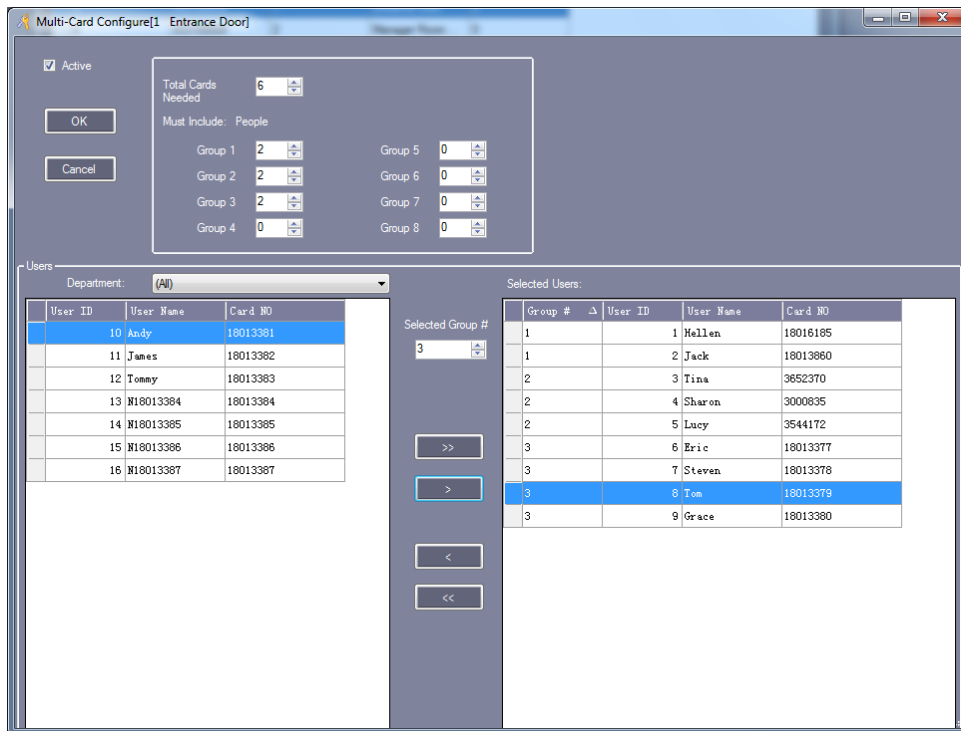 Multi-Card Configure[1 Entrance Door]
Active
Total Cards Needed 6
OK
Must Include: People
Group 1 2 Group 5 0
Cancel
Group 2 2 Group 6 0
Group 3 2 Group 7 0
Group 4 0 Group 8 0
Users
Department: (All)
Selected Users:
User ID User Name Card NO
10 Andy 18013381
11 James 18013382
12 Tommy 18013383
13 N18013384 18013384
14 N18013385 18013385
15 N18013386 18013386
16 N18013387 18013387
Selected Group #
3
>>
>
<
<<
Group # User ID User Name Card NO
1 1 Hellen 18016185
1 2 Jack 18013860
2 3 Tina 3652370
2 4 Sharon 3000835
2 5 Lucy 3544172
3 6 Eric 18013377
3 7 Steven 18013378
3 8 Tom 18013379
3 9 Grace 18013380